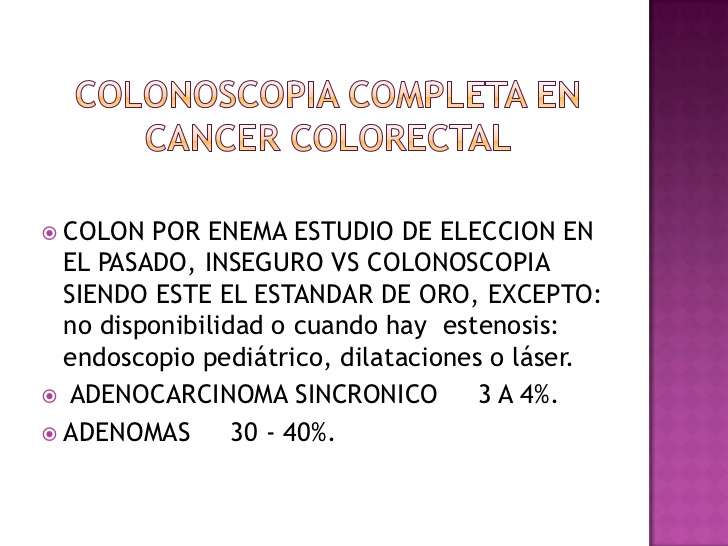 COLONOSCOPIA COMPLETA EN
CANCER COLORECTAL
COLON POR ENEMA ESTUDIO DE ELECCION EN
EL PASADO, INSEGURO VS COLONOSCOPIA
SIENDO ESTE EL ESTANDAR DE ORO, EXCEPTO:
no disponibilidad o cuando hay estenosis:
endoscopio pediátrico, dilataciones o láser.
ADENOCARCINOMA SINCRONICO 3 A 4%.
ADENOMAS 30 - 40%.